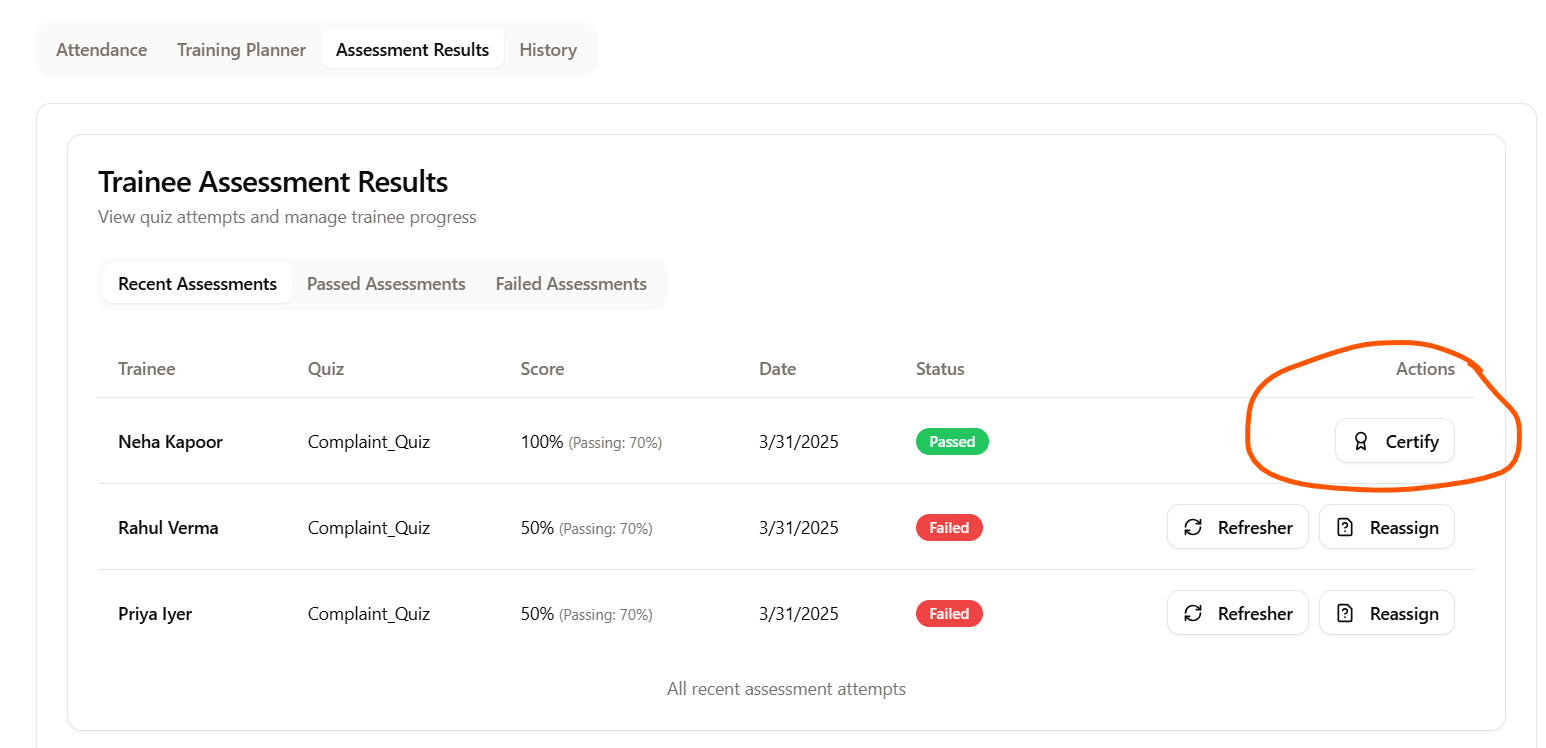 Attendance Training Planner Assessment Results History
Trainee Assessment Results
View quiz attempts and manage trainee progress
Recent Assessments Passed Assessments Failed Assessments
Trainee Quiz Score Date Status Actions
Neha Kapoor Complaint_Quiz 100% (Passing: 70%) 3/31/2025 Passed Certify
Rahul Verma Complaint_Quiz 50% (Passing: 70%) 3/31/2025 Failed Refresher Reassign
Priya Iyer Complaint_Quiz 50% (Passing: 70%) 3/31/2025 Failed Refresher Reassign
All recent assessment attempts